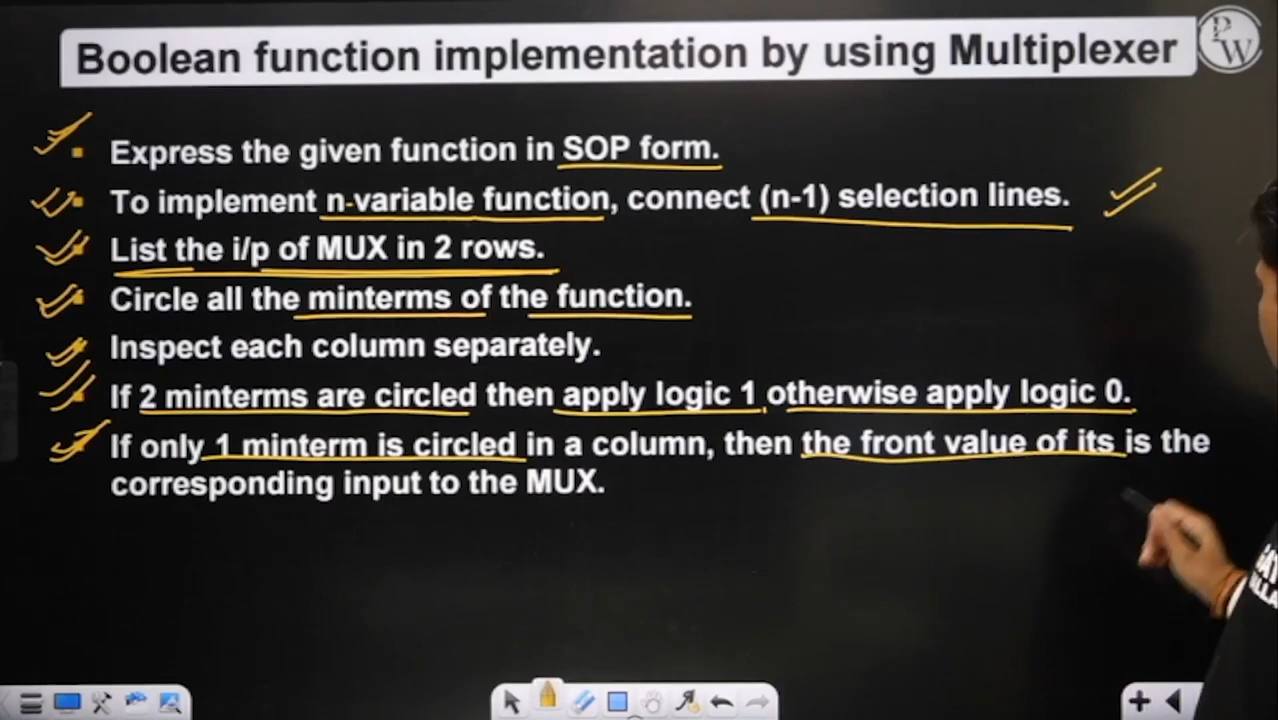 Boolean function implementation by using Multiplexer
PW
Express the given function in SOP form.
To implement n-variable function, connect (n-1) selection lines.
List the i/p of MUX in 2 rows.
Circle all the minterms of the function.
Inspect each column separately.
If 2 minterms are circled then apply logic 1 otherwise apply logic 0.
If only 1 minterm is circled in a column, then the front value of its is the
corresponding input to the MUX.